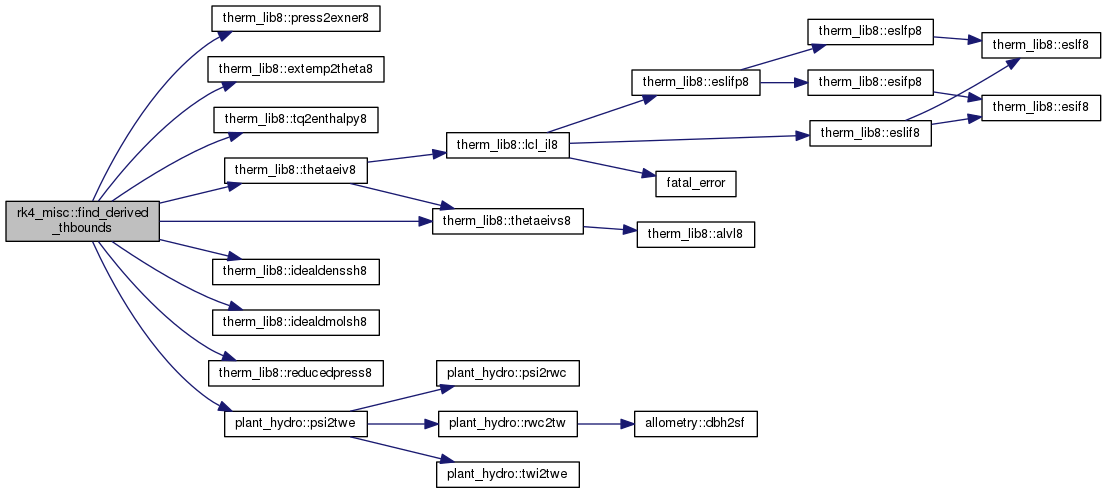 rk4_misc::find_derived
_thbounds
therm_lib8::press2exner8
therm_lib8::extemp2theta8
therm_lib8::tq2enthalpy8
therm_lib8::thetaeiv8
therm_lib8::idealdenssh8
therm_lib8::idealdmolsh8
therm_lib8::reducedpress8
plant_hydro::psi2twe
therm_lib8::lcl_il8
therm_lib8::thetaeivs8
plant_hydro::psi2rwc
plant_hydro::rwc2tw
plant_hydro::twi2twe
therm_lib8::eslifp8
fatal_error
therm_lib8::alvl8
allometry::dbh2sf
therm_lib8::eslfp8
therm_lib8::esifp8
therm_lib8::eslif8
therm_lib8::eslf8
therm_lib8::esif8